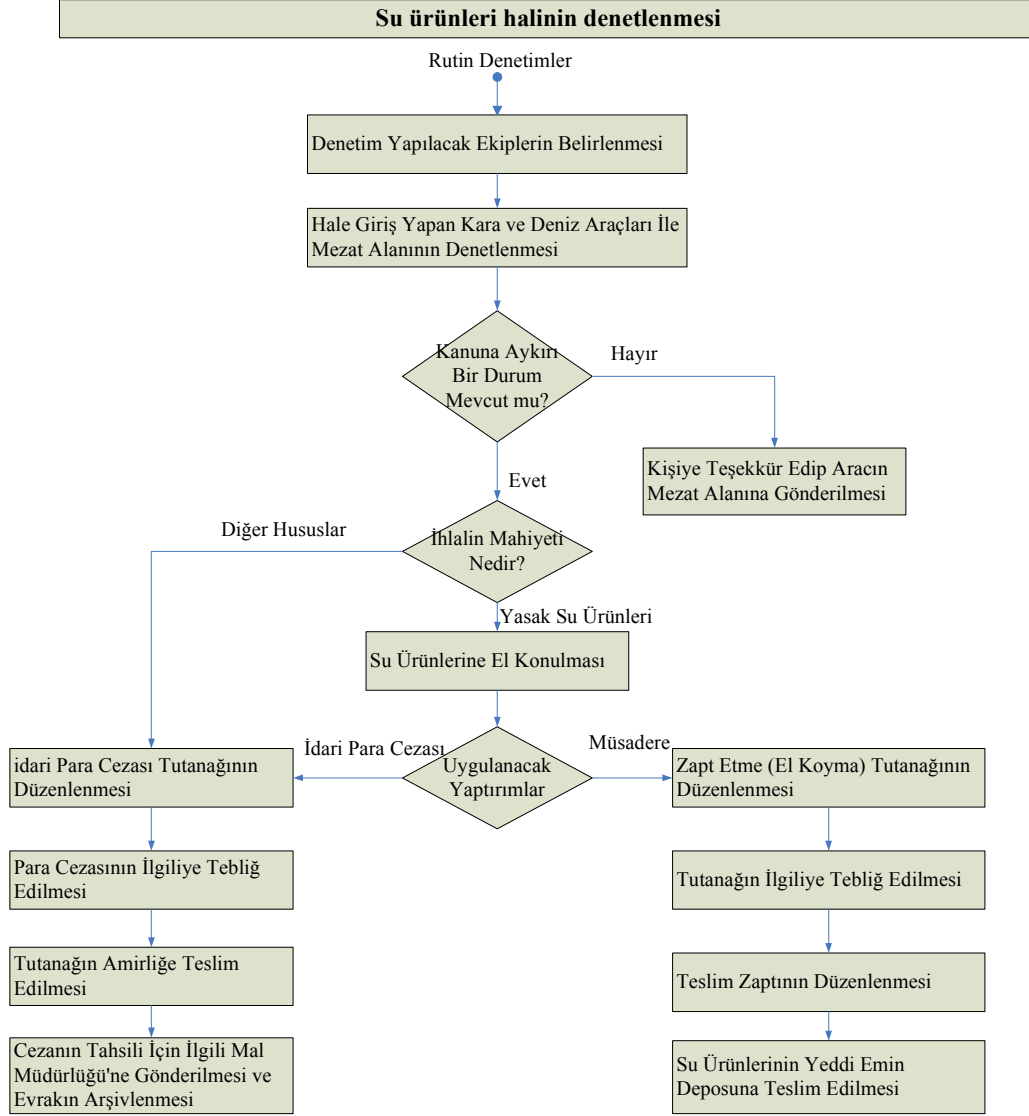 Su ürünleri halinin denetlenmesi
Rutin Denetimler
Denetim Yapılacak Ekiplerin Belirlenmesi
Hale Giriş Yapan Kara ve Deniz Araçları İle
Mezat Alanının Denetlenmesi
Kanuna Aykırı
Bir Durum
Mevcut mu?
Hayır
Kişiye Teşekkür Edip Aracın
Mezat Alanına Gönderilmesi
Evet
Diğer Hususlar
İhlalin Mahiyeti
Nedir?
Yasak Su Ürünleri
Su Ürünlerine El Konulması
İdari Para Cezası
Uygulanacak
Yaptırımlar
Müsadere
idari Para Cezası Tutanağının
Düzenlenmesi
Zapt Etme (El Koyma) Tutanağının
Düzenlenmesi
Para Cezasının İlgiliye Tebliğ
Edilmesi
Tutanağın İlgiliye Tebliğ Edilmesi
Tutanağın Amirliğe Teslim
Edilmesi
Teslim Zaptının Düzenlenmesi
Cezanın Tahsili İçin İlgili Mal
Müdürlüğü'ne Gönderilmesi ve
Evrakın Arşivlenmesi
Su Ürünlerinin Yeddi Emin
Deposuna Teslim Edilmesi